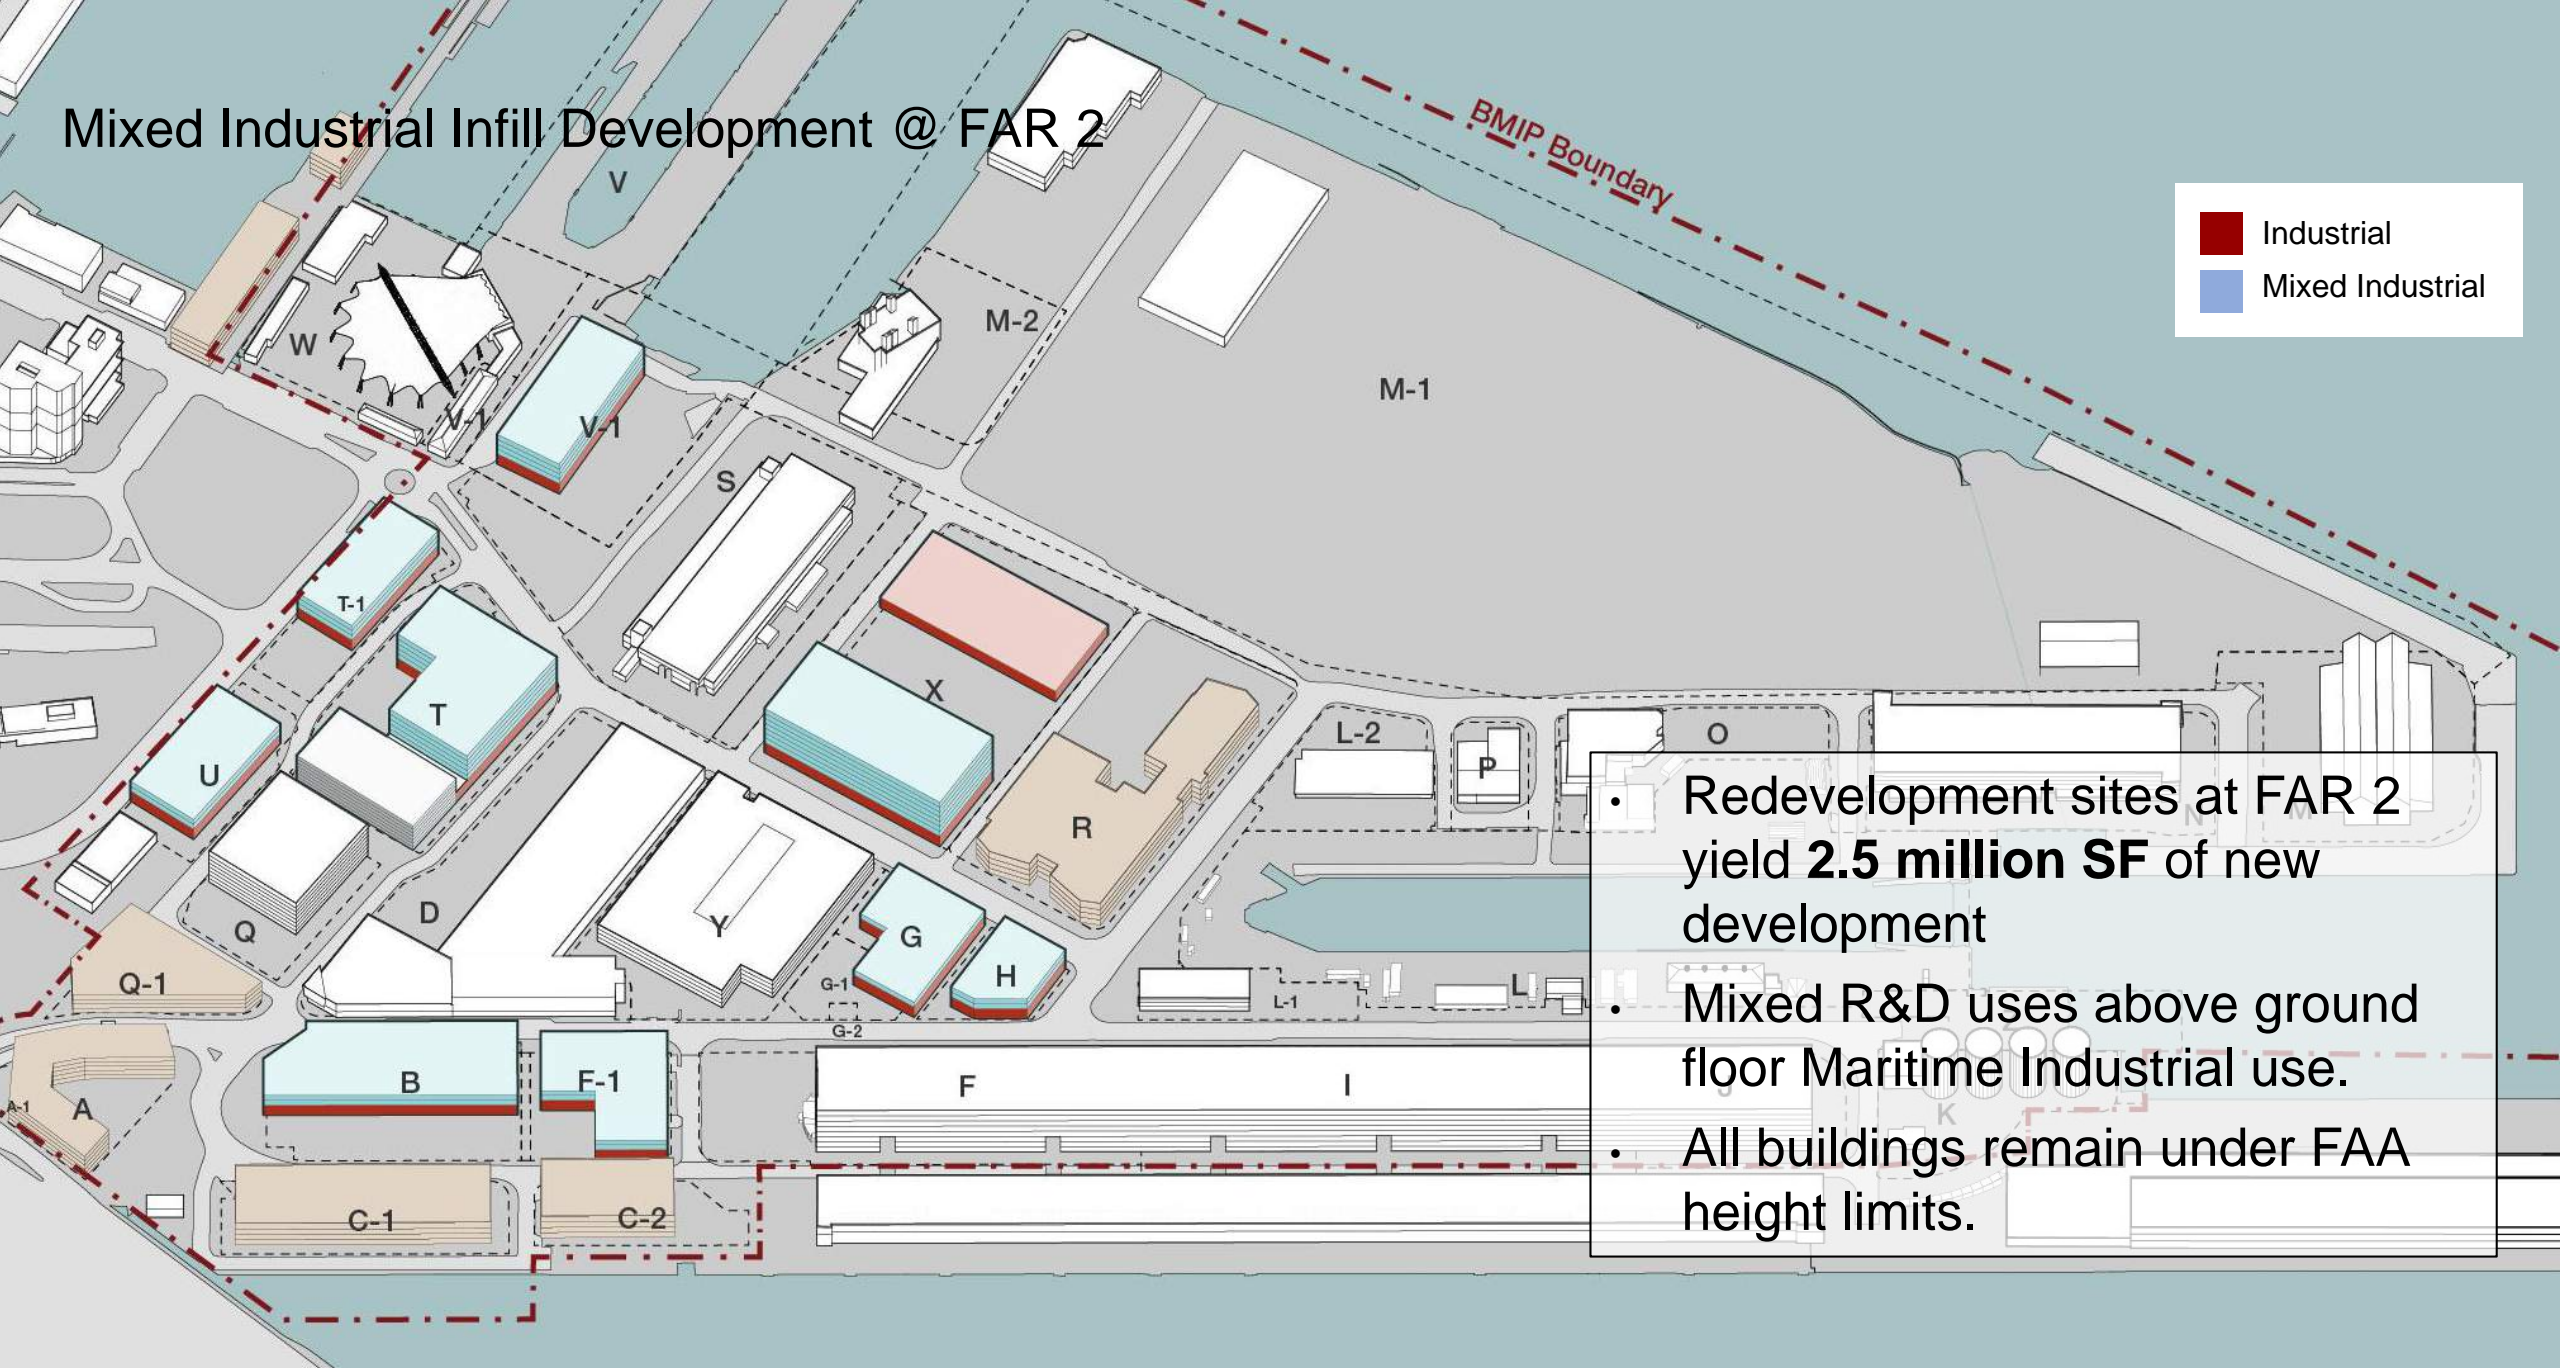 Mixed Industrial Infill Development @ FAR 2
BMIP Boundary
Industrial
Mixed Industrial
V
W
M-2
M-1
V-1
V-1
S
T-1
T
U
X
R
L-2
P
O
N
M
Q
D
Y
G
H
G-1
G-2
Q-1
L-1
L
A-1
A
B
F-1
F
I
J
Z
K
C-1
C-2
• Redevelopment sites at FAR 2
yield 2.5 million SF of new
development
• Mixed R&D uses above ground
floor Maritime Industrial use.
• All buildings remain under FAA
height limits.